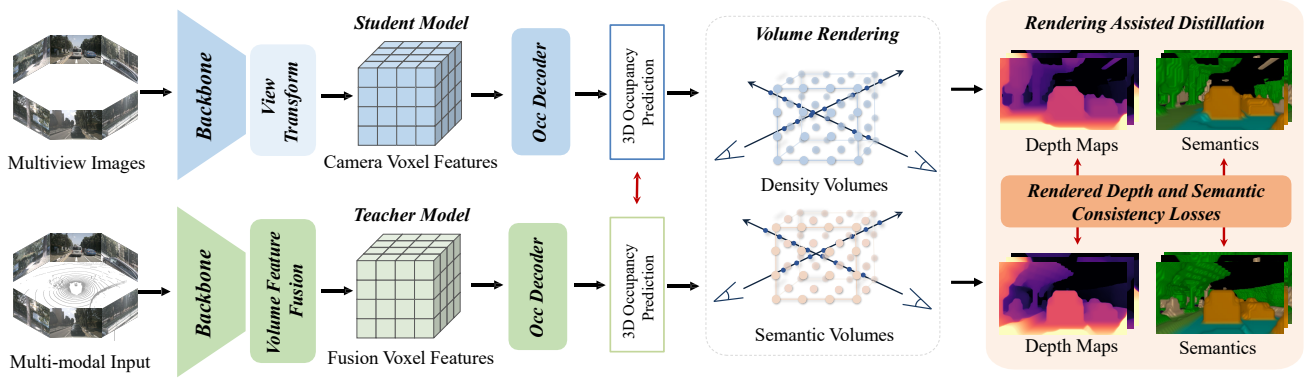 Student Model
Multiview Images
Backbone
View
Transform
Camera Voxel Features
Occ Decoder
3D Occupancy
Prediction
Teacher Model
Multi-modal Input
Backbone
Volume Feature
Fusion
Fusion Voxel Features
Occ Decoder
3D Occupancy
Prediction
Volume Rendering
Density Volumes
Semantic Volumes
Rendering Assisted Distillation
Depth Maps
Semantics
Rendered Depth and Semantic
Consistency Losses
Depth Maps
Semantics